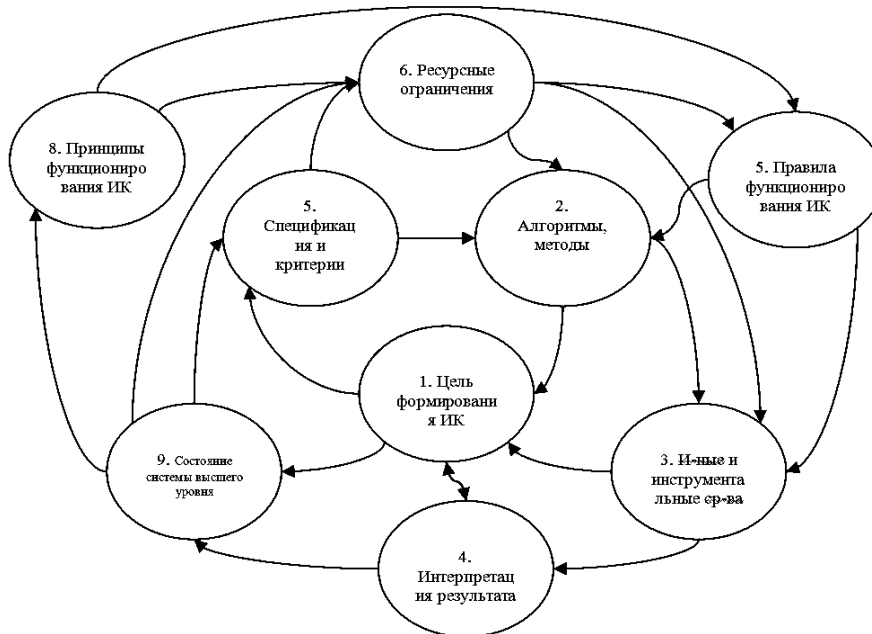 6. Ресурсные
ограничения
8. Принципы
функциониро
вания ИК
5. Правила
функциониро
вания ИК
5.
Спецификац
ия и
критерии
2.
Алгоритмы,
методы
1. Цель
формировани
я ИК
9. Состояние
системы высшего
уровня
3. И-ные и
инструмента
льные ср-ва
4.
Интерпретац
ия результата